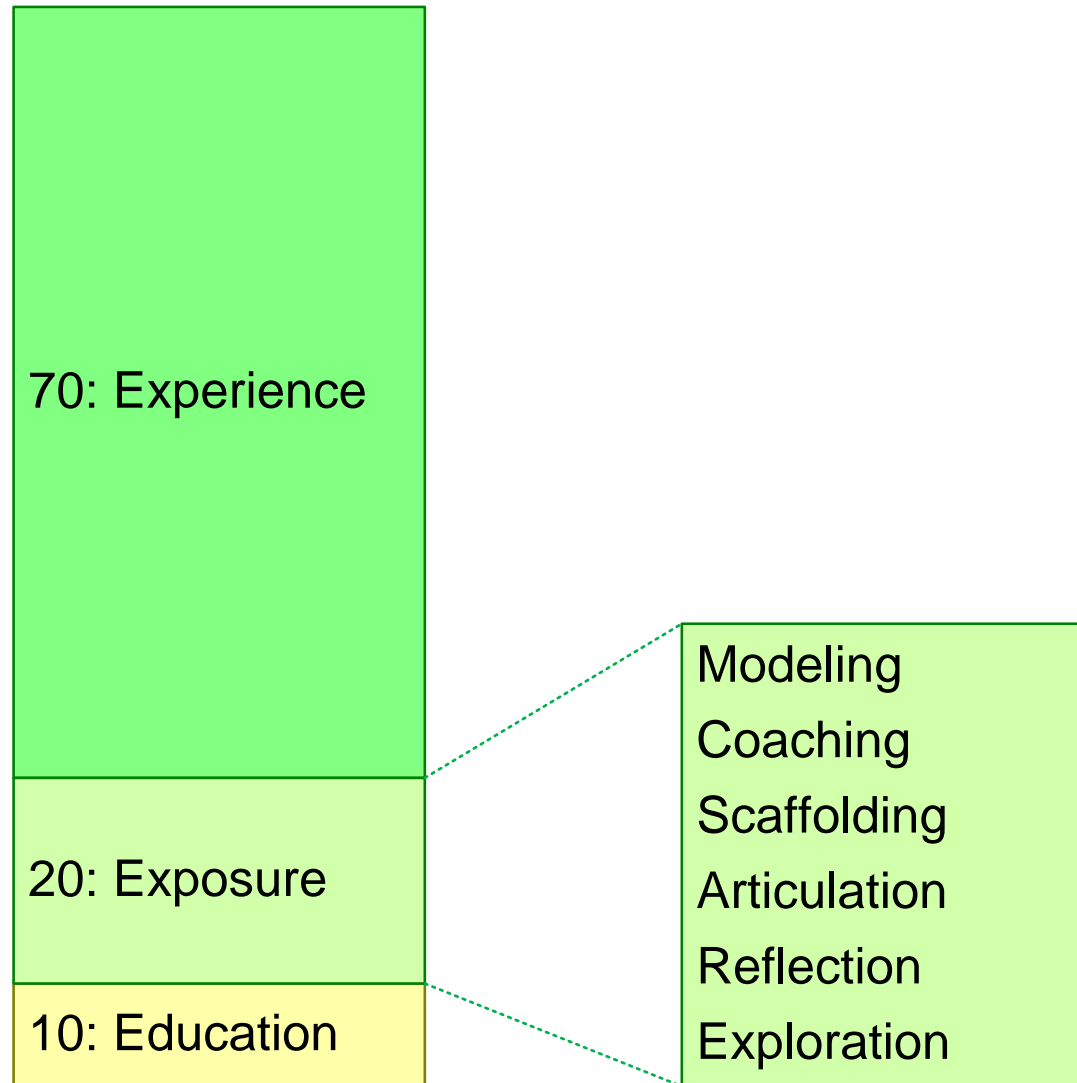 70: Experience
20: Exposure
10: Education
Modeling
Coaching
Scaffolding
Articulation
Reflection
Exploration